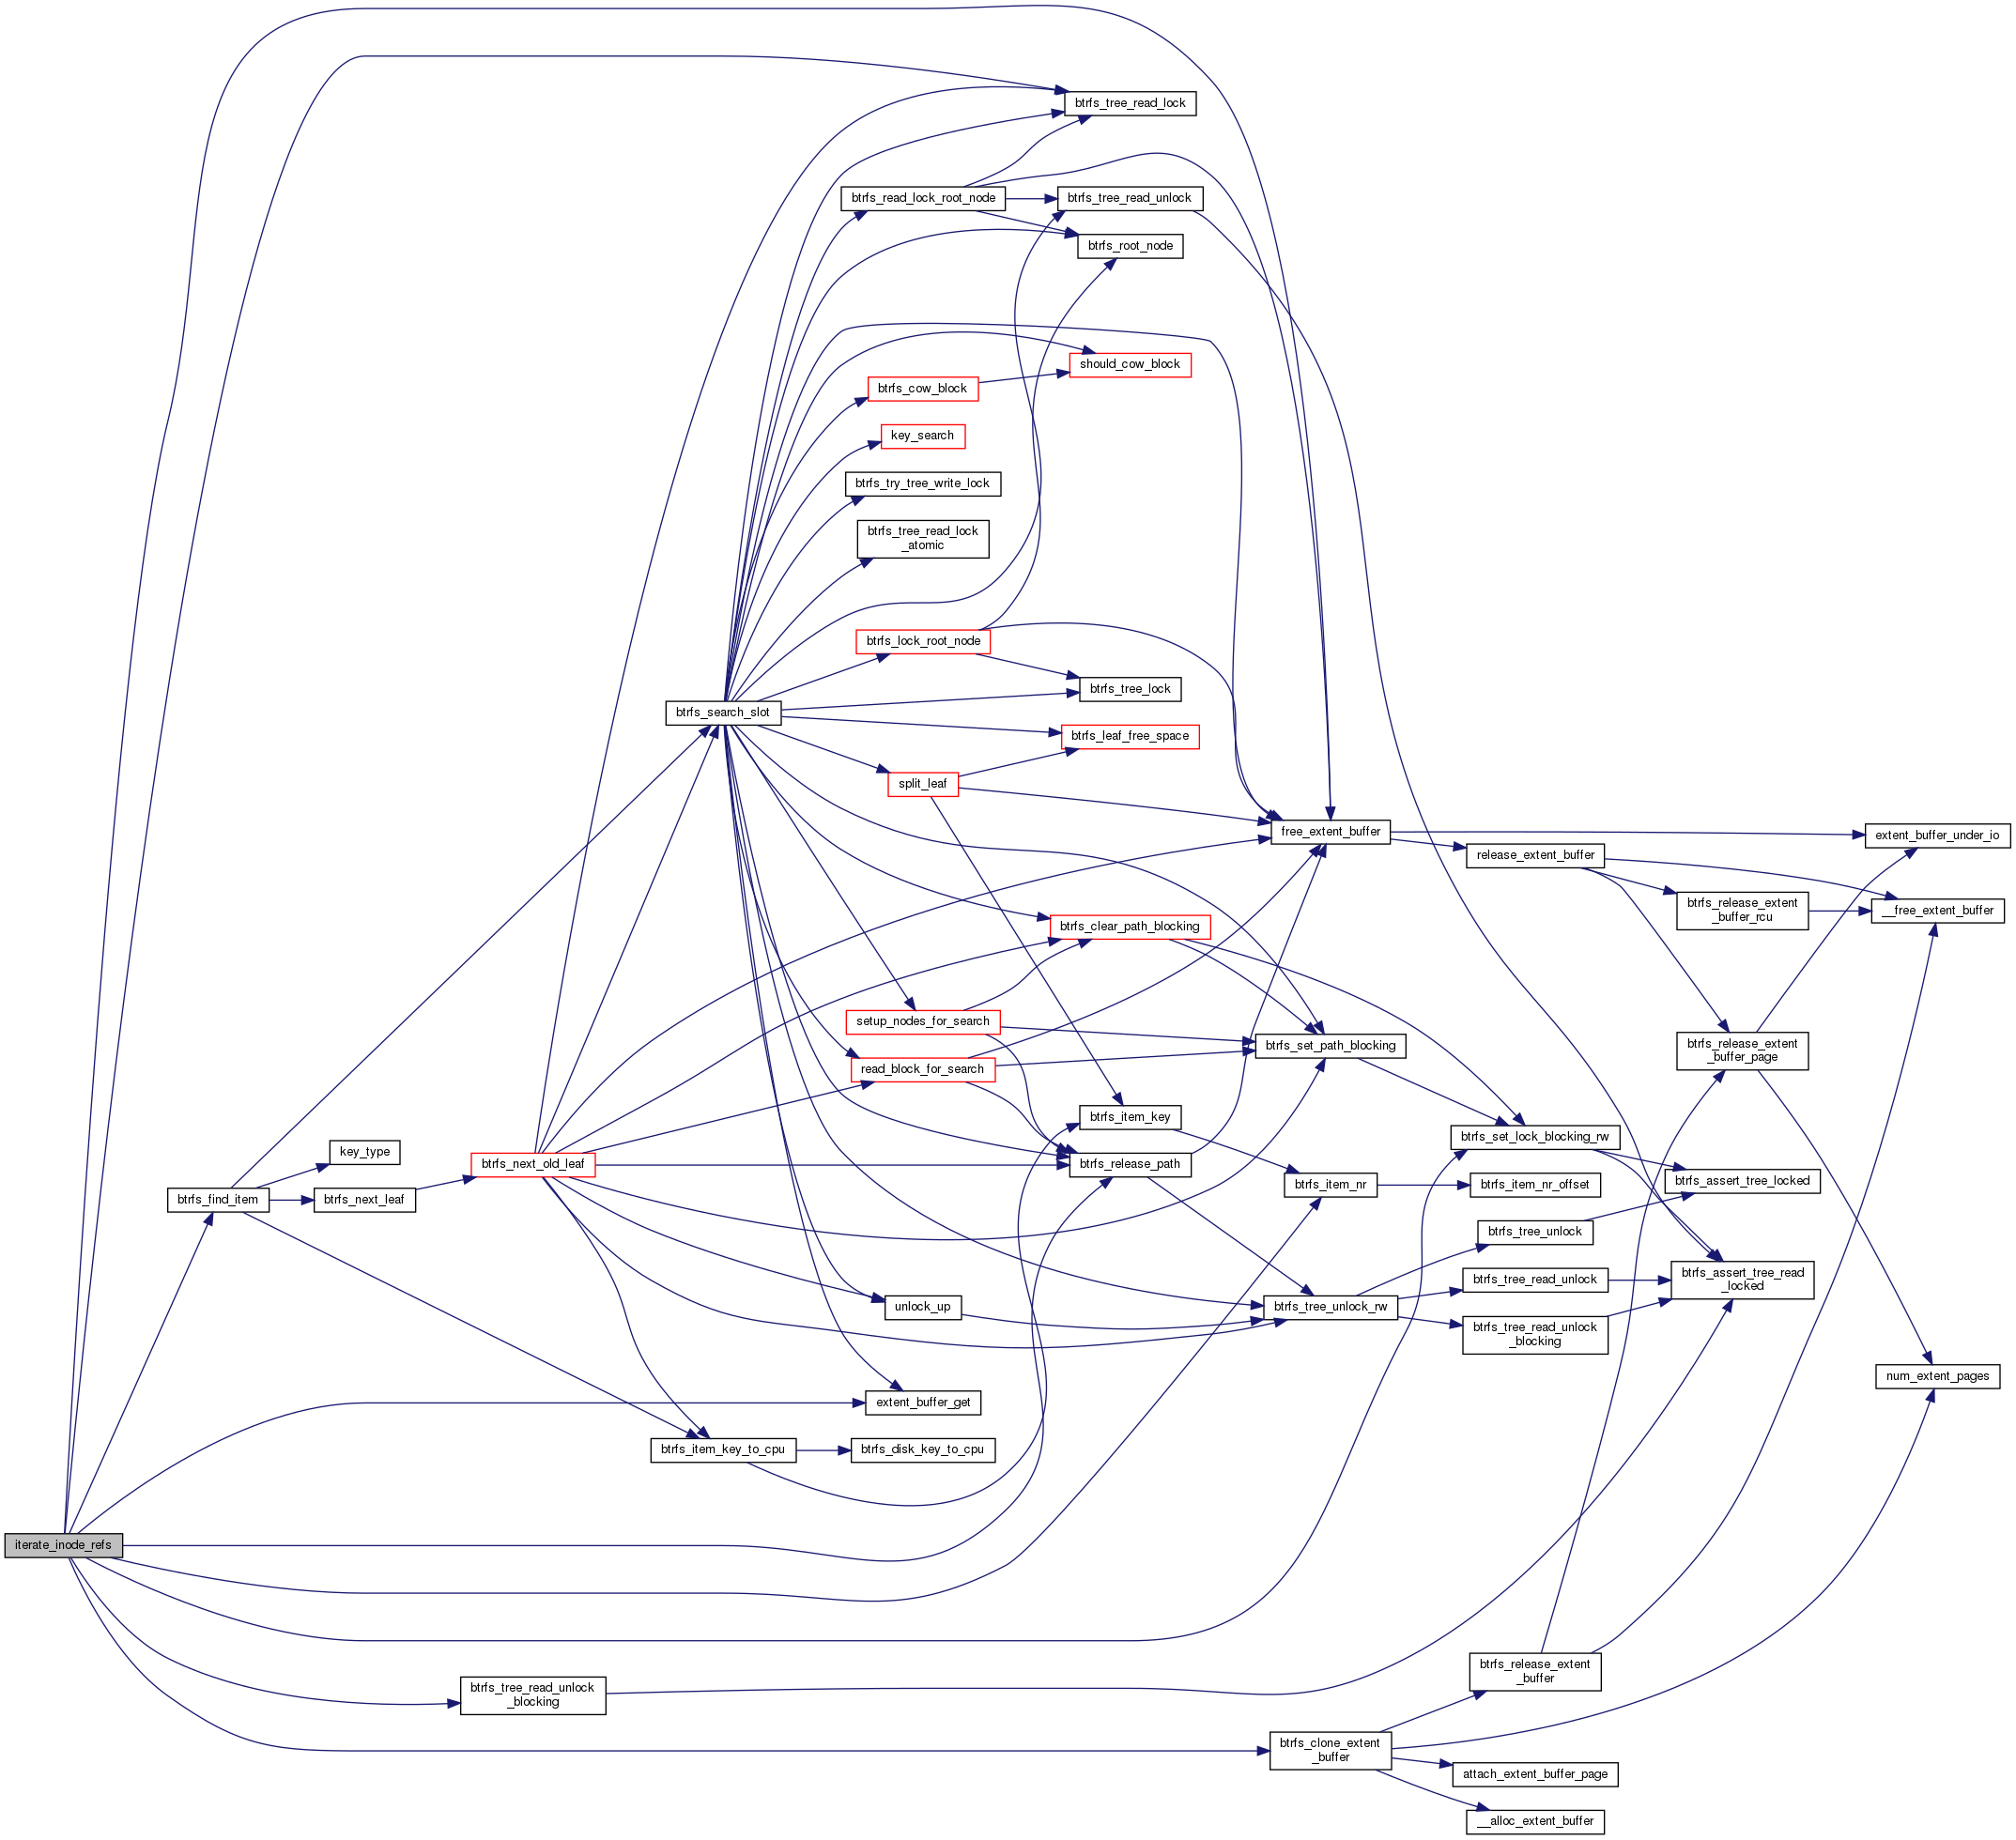 btrfs_tree_read_lock
btrfs_read_lock_root_node
btrfs_tree_read_unlock
btrfs_root_node
should_cow_block
btrfs_cow_block
key_search
btrfs_try_tree_write_lock
btrfs_tree_read_lock
_atomic
btrfs_lock_root_node
btrfs_tree_lock
btrfs_search_slot
btrfs_leaf_free_space
split_leaf
free_extent_buffer
extent_buffer_under_io
release_extent_buffer
btrfs_release_extent
_buffer_rcu
__free_extent_buffer
btrfs_clear_path_blocking
setup_nodes_for_search
btrfs_set_path_blocking
btrfs_release_extent
_buffer_page
read_block_for_search
btrfs_item_key
btrfs_set_lock_blocking_rw
key_type
btrfs_next_old_leaf
btrfs_release_path
btrfs_find_item
btrfs_next_leaf
btrfs_item_nr
btrfs_item_nr_offset
btrfs_assert_tree_locked
btrfs_tree_unlock
btrfs_tree_read_unlock
btrfs_assert_tree_read
_locked
unlock_up
btrfs_tree_unlock_rw
btrfs_tree_read_unlock
_blocking
num_extent_pages
extent_buffer_get
btrfs_item_key_to_cpu
btrfs_disk_key_to_cpu
iterate_inode_refs
btrfs_release_extent
_buffer
btrfs_tree_read_unlock
_blocking
btrfs_clone_extent
_buffer
attach_extent_buffer_page
__alloc_extent_buffer